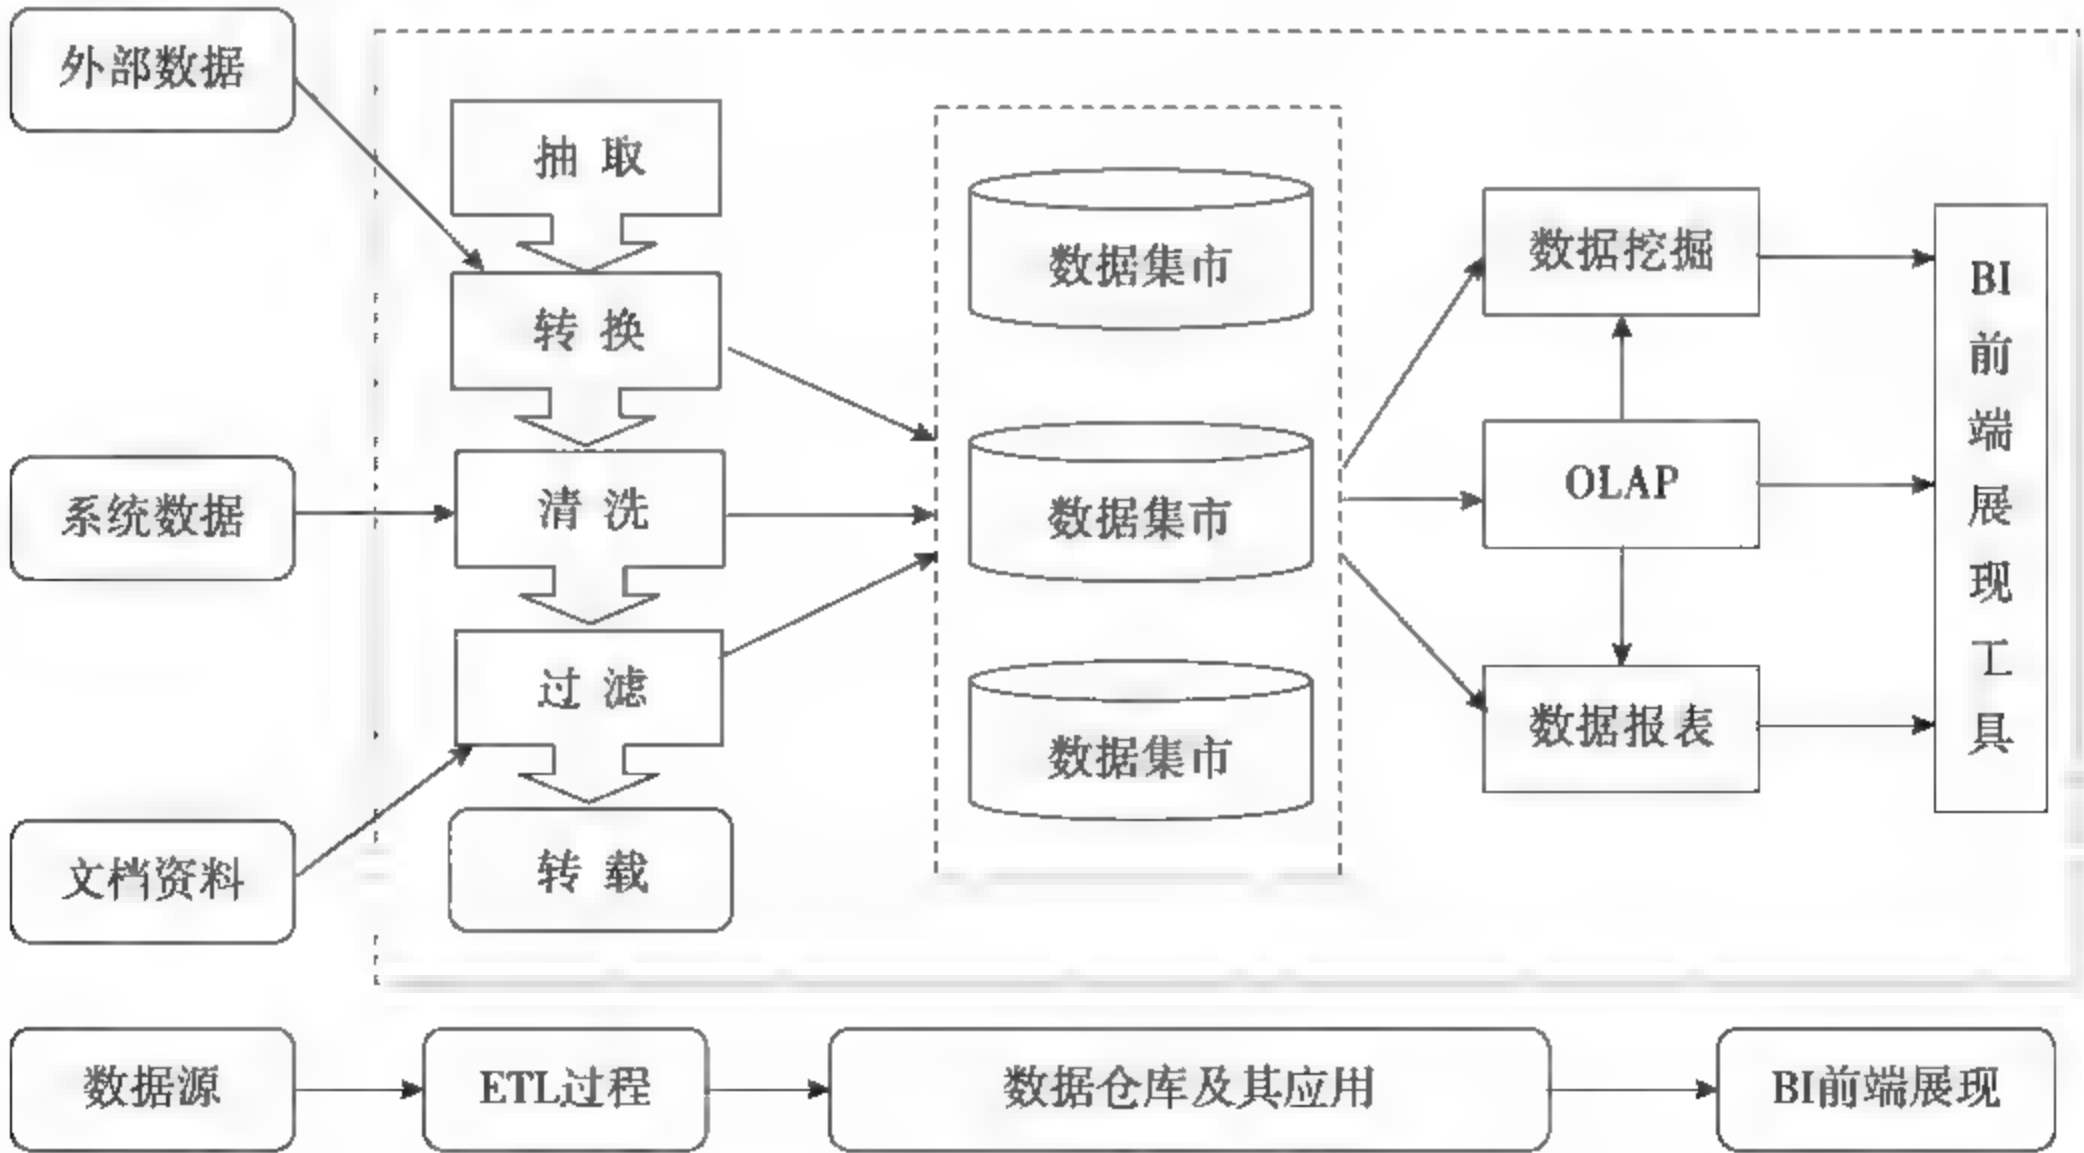 外部数据
系统数据
文档资料
抽 取
转 换
清 洗
过 滤
转 载
数据集市
数据集市
数据集市
数据挖掘
OLAP
数据报表
BI前端展现工具
数据源
ETL过程
数据仓库及其应用
BI前端展现